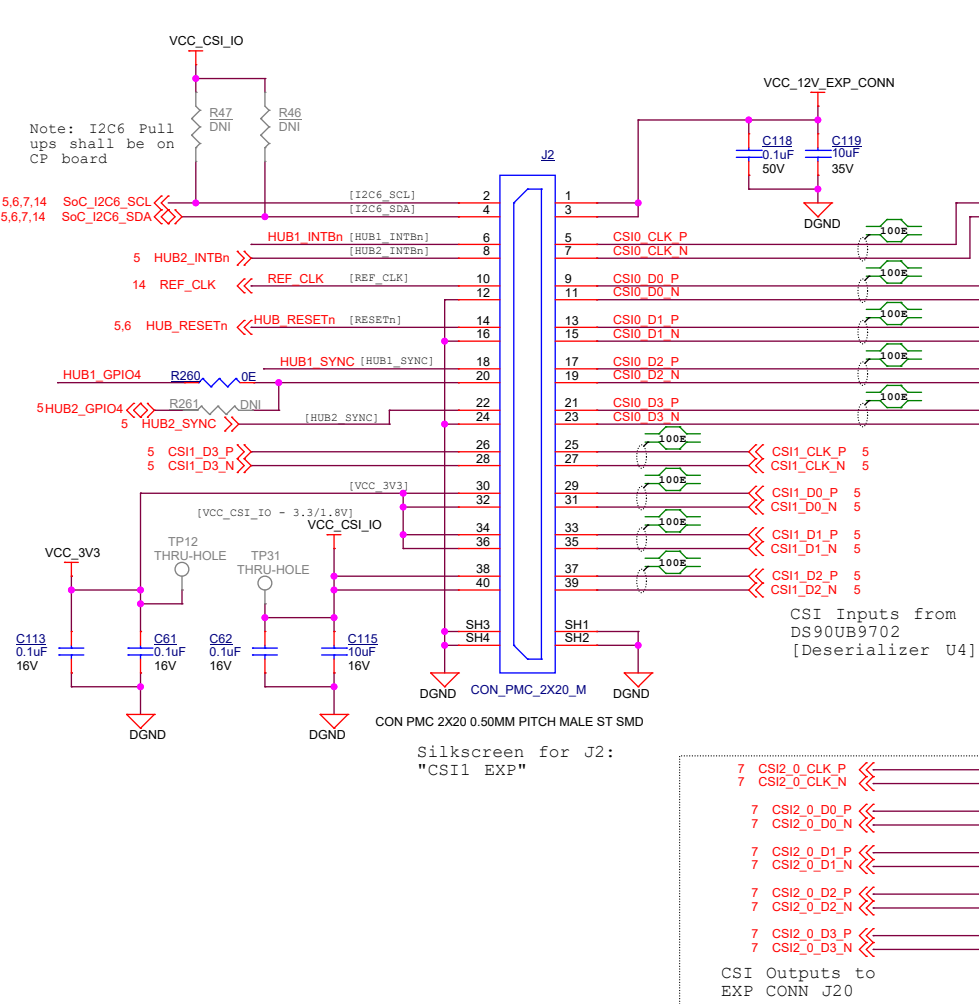 VCC_CSI_IO
R47
DNI
R46
DNI
Note: I2C6 Pull
ups shall be on
CP board
VCC_12V_EXP_CONN
C118
0.1uF
50V
C119
10uF
35V
DGND
J2
5,6,7,14 SoC_I2C6_SCL [I2C6_SCL] 2 1
5,6,7,14 SoC_I2C6_SDA [I2C6_SDA] 4 3
HUB1_INTBn [HUB1_INTBn] 6 5 CSI0_CLK_P
5 HUB2_INTBn [HUB2_INTBn] 8 7 CSI0_CLK_N
100E
14 REF_CLK REF_CLK [REF_CLK] 10 9 CSI0_D0_P
12 11 CSI0_D0_N
100E
5,6 HUB_RESETn HUB_RESETn [RESETn] 14 13 CSI0_D1_P
16 15 CSI0_D1_N
100E
HUB1_SYNC [HUB1_SYNC] 18 17 CSI0_D2_P
HUB1_GPIO4 R260 0E 20 19 CSI0_D2_N
100E
5 HUB2_GPIO4 R261 DNI 22 21 CSI0_D3_P
5 HUB2_SYNC [HUB2 SYNC] 24 23 CSI0_D3_N
100E
5 CSI1_D3_P 26 25 CSI1_CLK_P 5
5 CSI1_D3_N 28 27 CSI1_CLK_N 5
100E
[VCC_3V3] 30 29 CSI1_D0_P 5
32 31 CSI1_D0_N 5
100E
[VCC_CSI_IO - 3.3/1.8V]
VCC_CSI_IO
34 33 CSI1_D1_P 5
36 35 CSI1_D1_N 5
100E
38 37 CSI1_D2_P 5
40 39 CSI1_D2_N 5
100E
VCC_3V3
TP12
THRU-HOLE
TP31
THRU-HOLE
CSI Inputs from
DS90UB9702
[Deserializer U4]
SH3 SH1
SH4 SH2
C113
0.1uF
16V
C61
0.1uF
16V
C62
0.1uF
16V
C115
10uF
16V
DGND
DGND
DGND
DGND
CON_PMC_2X20_M
CON PMC 2X20 0.50MM PITCH MALE ST SMD
Silkscreen for J2:
"CSI1 EXP"
7 CSI2_0_CLK_P
7 CSI2_0_CLK_N
7 CSI2_0_D0_P
7 CSI2_0_D0_N
7 CSI2_0_D1_P
7 CSI2_0_D1_N
7 CSI2_0_D2_P
7 CSI2_0_D2_N
7 CSI2_0_D3_P
7 CSI2_0_D3_N
CSI Outputs to
EXP CONN J20